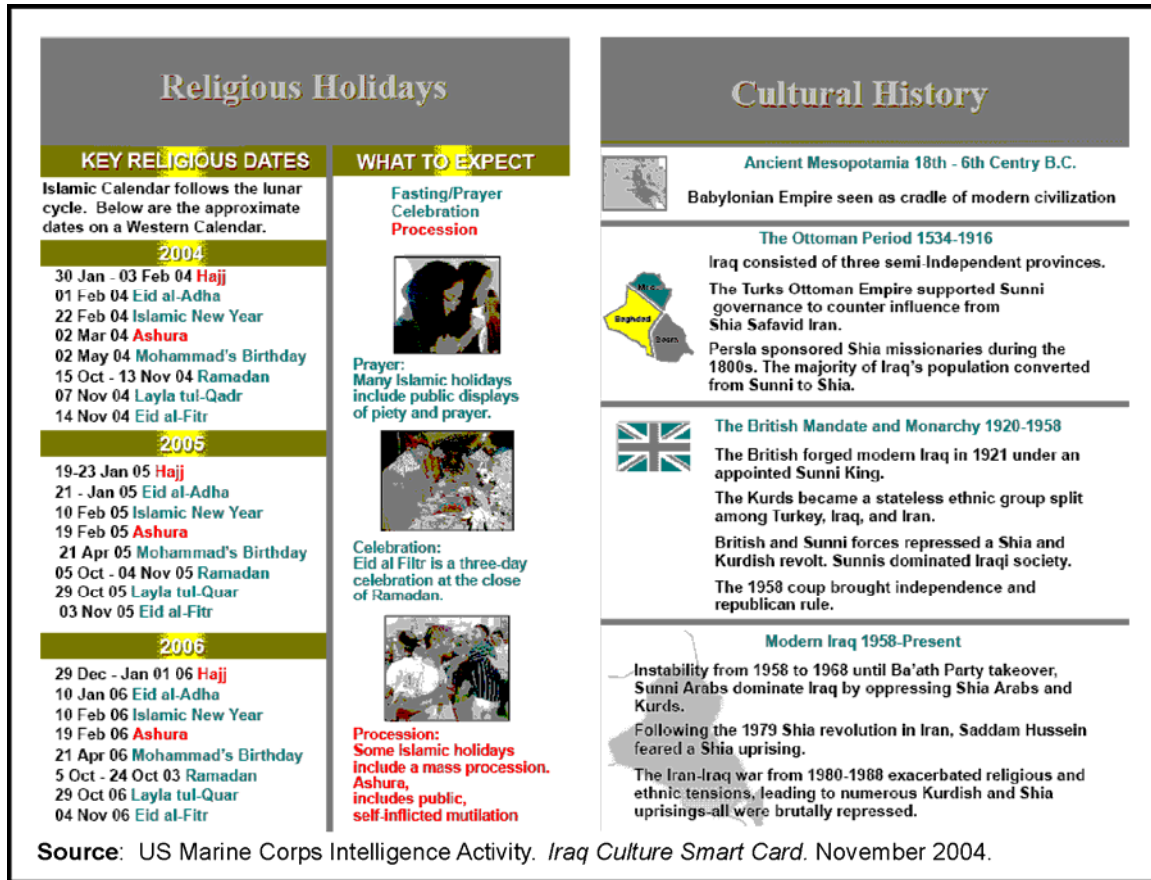 Religious Holidays
KEY RELIGIOUS DATES
Islamic Calendar follows the lunar
cycle. Below are the approximate
dates on a Western Calendar.
2004
30 Jan - 03 Feb 04 Hajj
01 Feb 04 Eid al-Adha
22 Feb 04 Islamic New Year
02 Mar 04 Ashura
02 May 04 Mohammad's Birthday
15 Oct - 13 Nov 04 Ramadan
07 Nov 04 Layla tul-Qadr
14 Nov 04 Eid al-Fitr
2005
19-23 Jan 05 Hajj
21 - Jan 05 Eid al-Adha
10 Feb 05 Islamic New Year
19 Feb 05 Ashura
21 Apr 05 Mohammad's Birthday
05 Oct - 04 Nov 05 Ramadan
29 Oct 05 Layla tul-Quar
03 Nov 05 Eid al-Fitr
2006
29 Dec - Jan 01 06 Hajj
10 Jan 06 Eid al-Adha
10 Feb 06 Islamic New Year
19 Feb 06 Ashura
21 Apr 06 Mohammad's Birthday
5 Oct - 24 Oct 03 Ramadan
29 Oct 06 Layla tul-Quar
04 Nov 06 Eid al-Fitr
WHAT TO EXPECT
Fasting/Prayer
Celebration
Procession
Prayer:
Many Islamic holidays
include public displays
of piety and prayer.
Celebration:
Eid al Filtr is a three-day
celebration at the close
of Ramadan.
Procession:
Some Islamic holidays
include a mass procession.
Ashura,
includes public,
self-inflicted mutilation
Cultural History
Ancient Mesopotamia 18th - 6th Centry B.C.
Babylonian Empire seen as cradle of modern civilization
The Ottoman Period 1534-1916
Iraq consisted of three semi-Independent provinces.
The Turks Ottoman Empire supported Sunni
governance to counter influence from
Shia Safavid Iran.
Persla sponsored Shia missionaries during the
1800s. The majority of Iraq's population converted
from Sunni to Shia.
Baghdad
The British Mandate and Monarchy 1920-1958
The British forged modern Iraq in 1921 under an
appointed Sunni King.
The Kurds became a stateless ethnic group split
among Turkey, Iraq, and Iran.
British and Sunni forces repressed a Shia and
Kurdish revolt. Sunnis dominated Iraqi society.
The 1958 coup brought independence and
republican rule.
Modern Iraq 1958-Present
Instability from 1958 to 1968 until Ba'ath Party takeover,
Sunni Arabs dominate Iraq by oppressing Shia Arabs and
Kurds.
Following the 1979 Shia revolution in Iran, Saddam Hussein
feared a Shia uprising.
The Iran-Iraq war from 1980-1988 exacerbated religious and
ethnic tensions, leading to numerous Kurdish and Shia
uprisings-all were brutally repressed.
Source: US Marine Corps Intelligence Activity. Iraq Culture Smart Card. November 2004.